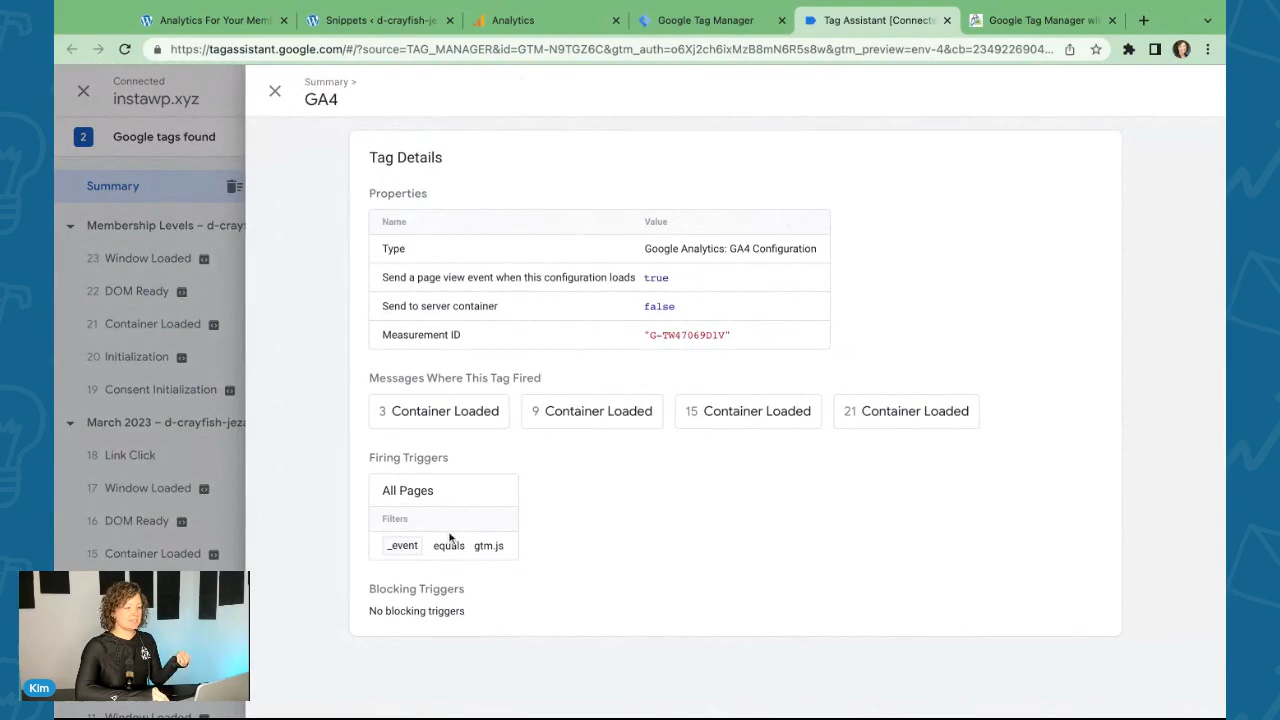 Analytics For Your Mem
Snippets ‹ d-crayfish-je
Analytics
Google Tag Manager
Tag Assistant [Connecte
Google Tag Manager wit
https://tagassistant.google.com/#/?source=TAG_MANAGER&id=GTM-N9TGZ6C&gtm_auth=o6Xj2ch6ixMzB8mN6R5s8w&gtm_preview=env-4&cb=2349226904...
Connected
instawp.xyz
2 Google tags found
Summary
Membership Levels – d-cray
23 Window Loaded
22 DOM Ready
21 Container Loaded
20 Initialization
19 Consent Initialization
March 2023 – d-crayfish-jeza
18 Link Click
17 Window Loaded
16 DOM Ready
15 Container Loaded
11 Window Loaded
Summary >
GA4
Tag Details
Properties
Name Value
Type Google Analytics: GA4 Configuration
Send a page view event when this configuration loads true
Send to server container false
Measurement ID "G-TW47069D1V"
Messages Where This Tag Fired
3 Container Loaded 9 Container Loaded 15 Container Loaded 21 Container Loaded
Firing Triggers
All Pages
Filters
_event equals gtm.js
Blocking Triggers
No blocking triggers
Kim